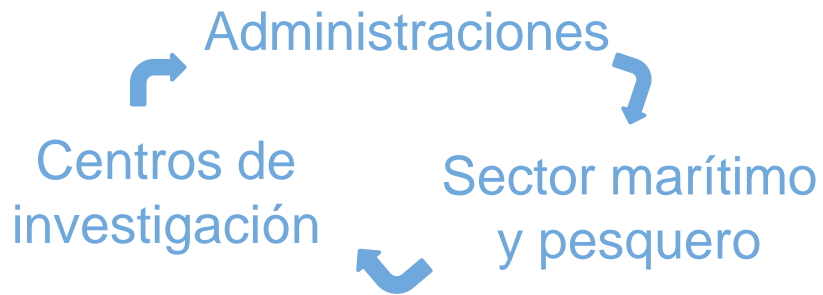 Administraciones
Centros de
investigación
Sector marítimo
y pesquero